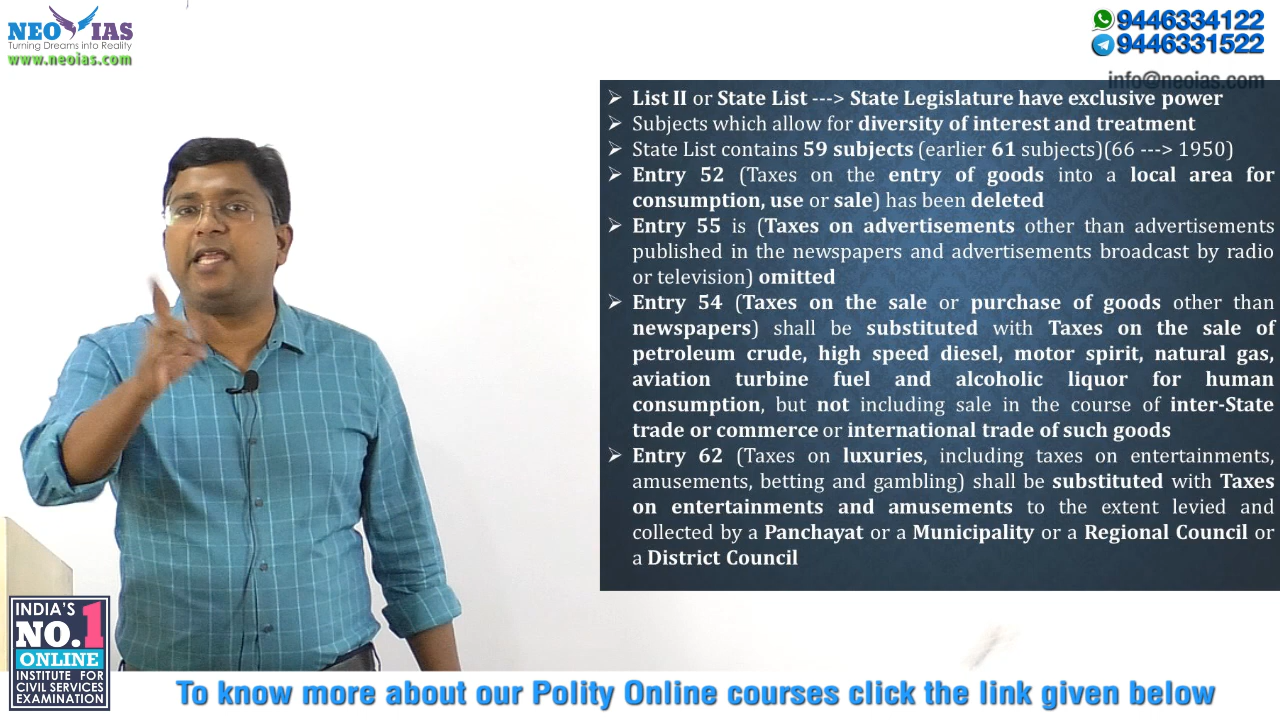 NEO IAS
Turning Dreams into Reality
www.neoias.com
9446334122
9446331522
info@neoias.com
➢ List II or State List ---> State Legislature have exclusive power
➢ Subjects which allow for diversity of interest and treatment
➢ State List contains 59 subjects (earlier 61 subjects)(66 ---> 1950)
➢ Entry 52 (Taxes on the entry of goods into a local area for
consumption, use or sale) has been deleted
➢ Entry 55 is (Taxes on advertisements other than advertisements
published in the newspapers and advertisements broadcast by radio
or television) omitted
➢ Entry 54 (Taxes on the sale or purchase of goods other than
newspapers) shall be substituted with Taxes on the sale of
petroleum crude, high speed diesel, motor spirit, natural gas,
aviation turbine fuel and alcoholic liquor for human
consumption, but not including sale in the course of inter-State
trade or commerce or international trade of such goods
➢ Entry 62 (Taxes on luxuries, including taxes on entertainments,
amusements, betting and gambling) shall be substituted with Taxes
on entertainments and amusements to the extent levied and
collected by a Panchayat or a Municipality or a Regional Council or
a District Council
INDIA'S
NO.1
ONLINE
INSTITUTE FOR
CIVIL SERVICES
EXAMINATION
To know more about our Polity Online courses click the link given below